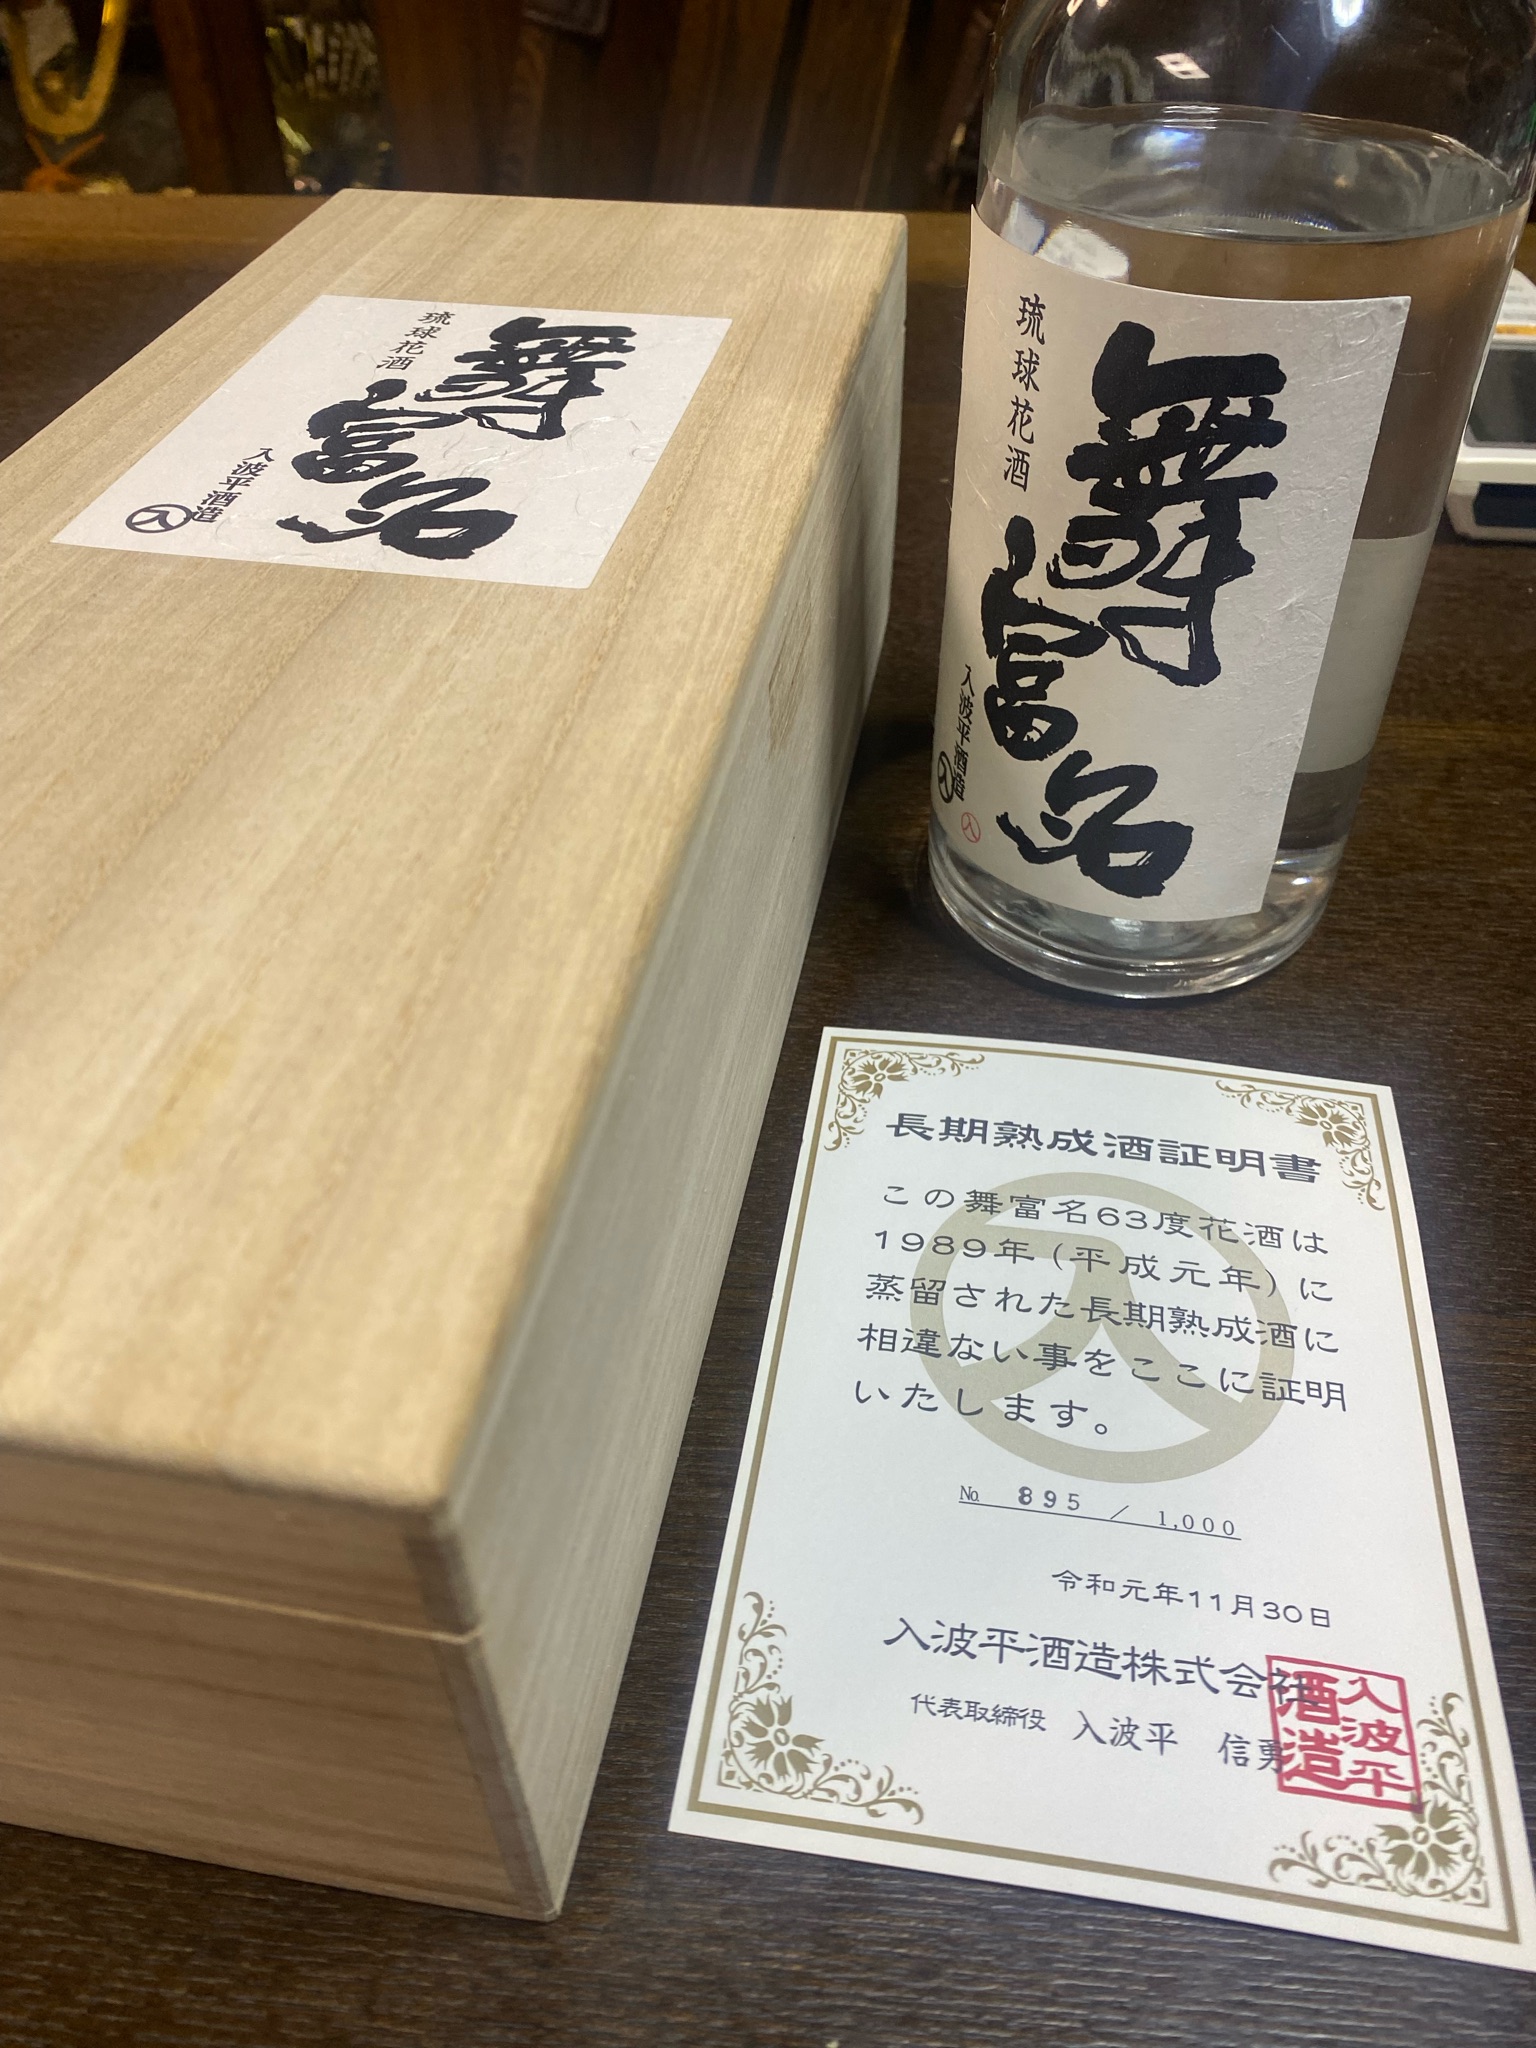 琉球花酒
舞富名
入波平酒造
入
琉球花酒
舞富名
入波平酒造
入
入
長期熟成酒証明書
この舞富名63度花酒は
1989年(平成元年)に
蒸留された長期熟成酒に
相違ない事をここに証明
いたします。
入
№ 895 / 1,000
令和元年11月30日
入波平酒造株式会社
代表取締役 入波平 信勇
入波平
酒造